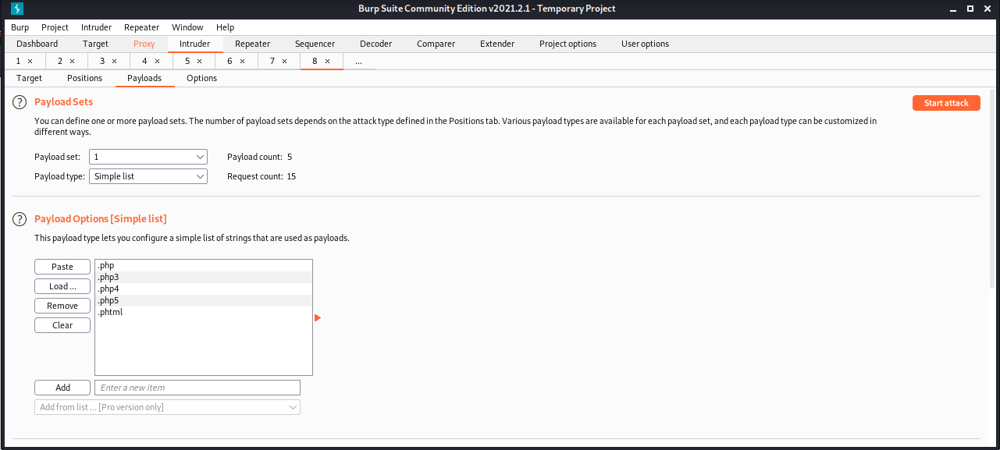 Burp Suite Community Edition v2021.2.1 - Temporary Project
Burp Project Intruder Repeater Window Help
Dashboard Target Proxy Intruder Repeater Sequencer Decoder Comparer Extender Project options User options
1 × 2 × 3 × 4 × 5 × 6 × 7 × 8 × ...
Target Positions Payloads Options
? Payload Sets
Start attack
You can define one or more payload sets. The number of payload sets depends on the attack type defined in the Positions tab. Various payload types are available for each payload set, and each payload type can be customized in
different ways.
Payload set: 1 Payload count: 5
Payload type: Simple list Request count: 15
? Payload Options [Simple list]
This payload type lets you configure a simple list of strings that are used as payloads.
Paste
Load ...
Remove
Clear
.php
.php3
.php4
.php5
.phtml
Add Enter a new item
Add from list ... [Pro version only]